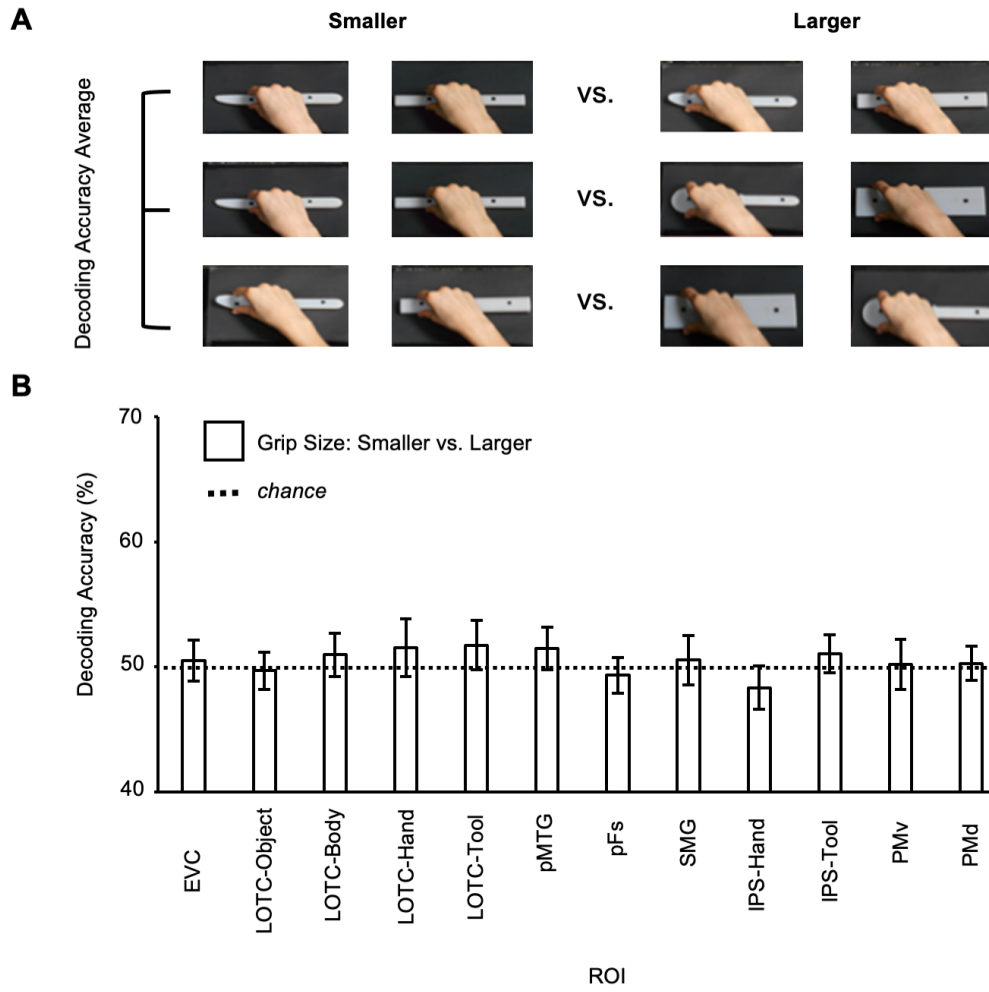 A
Smaller
Larger
Decoding Accuracy Average
VS.
VS.
VS.
B
Decoding Accuracy (%)
70
60
50
40
Grip Size: Smaller vs. Larger
chance
EVC
LOTC-Object
LOTC-Body
LOTC-Hand
LOTC-Tool
pMTG
pFs
SMG
IPS-Hand
IPS-Tool
PMv
PMd
ROI